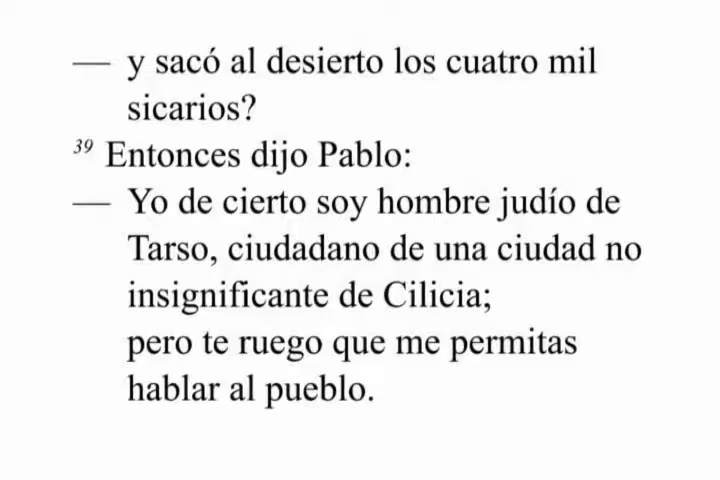 — y sacó al desierto los cuatro mil
sicarios?
39 Entonces dijo Pablo:
— Yo de cierto soy hombre judío de
Tarso, ciudadano de una ciudad no
insignificante de Cilicia;
pero te ruego que me permitas
hablar al pueblo.